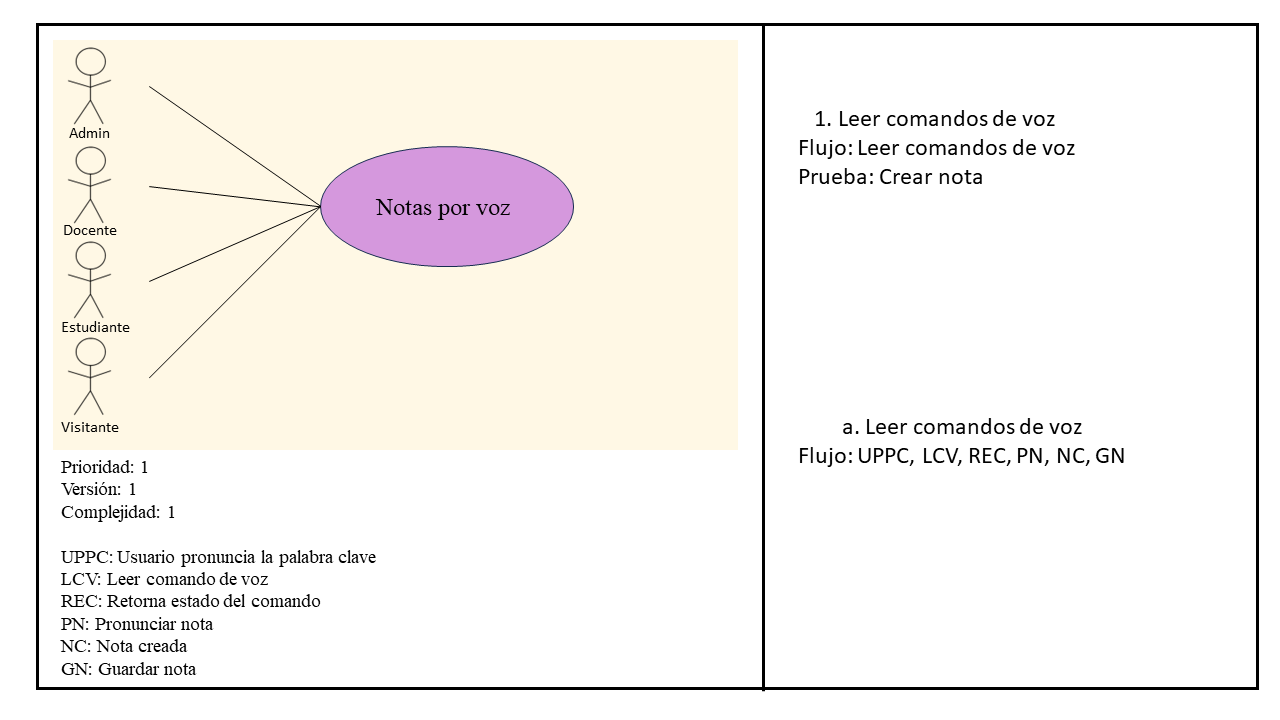 Admin
Docente
Estudiante
Visitante
Notas por voz
Prioridad: 1
Versión: 1
Complejidad: 1
UPPC: Usuario pronuncia la palabra clave
LCV: Leer comando de voz
REC: Retorna estado del comando
PN: Pronunciar nota
NC: Nota creada
GN: Guardar nota
1. Leer comandos de voz
Flujo: Leer comandos de voz
Prueba: Crear nota
a. Leer comandos de voz
Flujo: UPPC, LCV, REC, PN, NC, GN